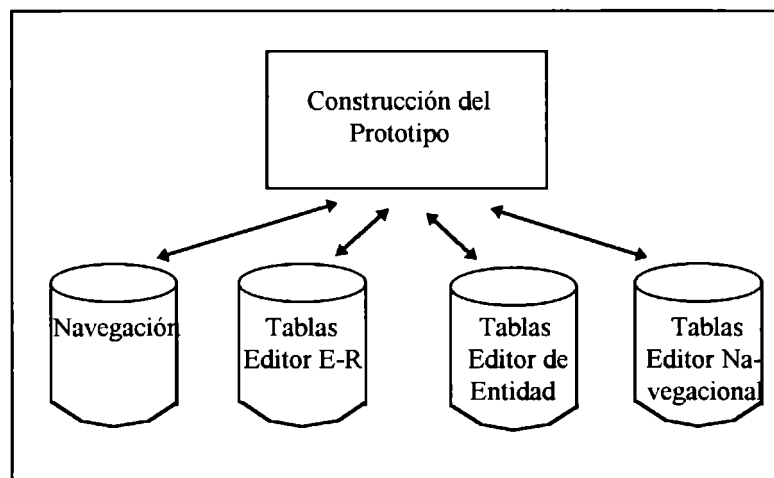 Construcción del
Prototipo
Navegación
Tablas
Editor E-R
Tablas
Editor de
Entidad
Tablas
Editor Na-
vegacional